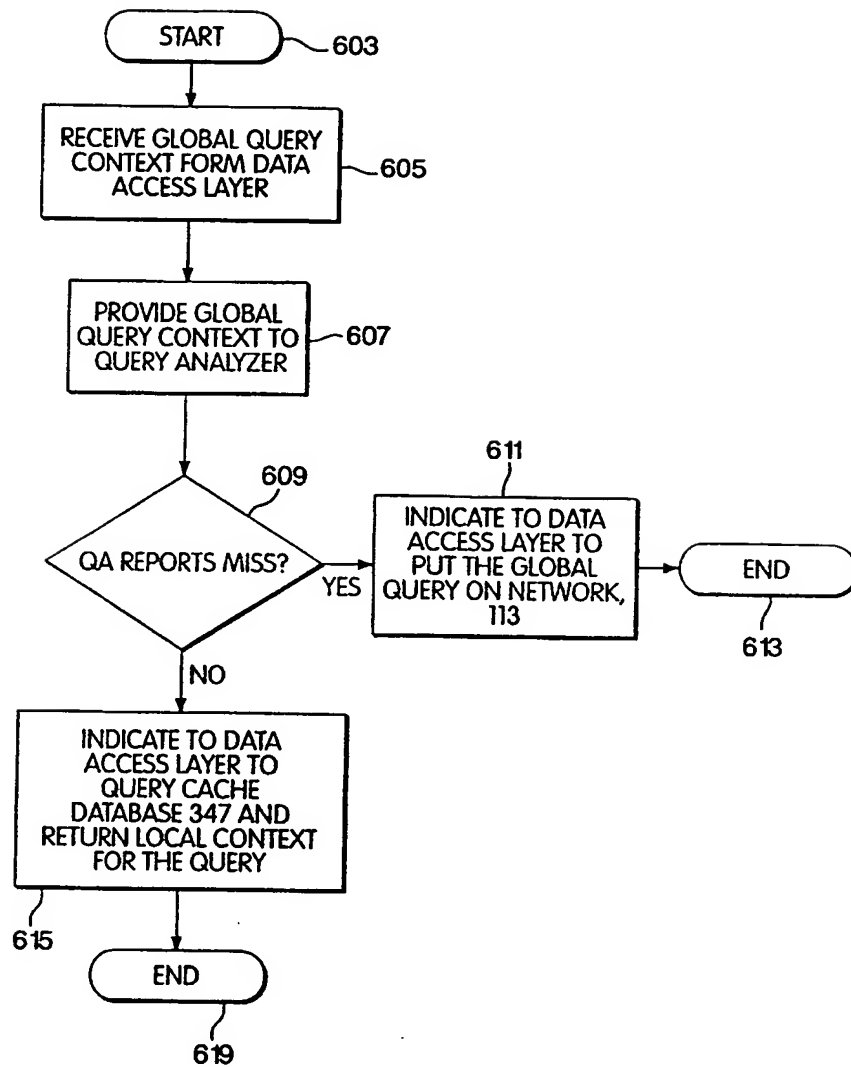 START
603
RECEIVE GLOBAL QUERY
CONTEXT FORM DATA
ACCESS LAYER
605
PROVIDE GLOBAL
QUERY CONTEXT TO
QUERY ANALYZER
607
609
QA REPORTS MISS?
YES
611
INDICATE TO DATA
ACCESS LAYER TO
PUT THE GLOBAL
QUERY ON NETWORK,
113
END
613
NO
INDICATE TO DATA
ACCESS LAYER TO
QUERY CACHE
DATABASE 347 AND
RETURN LOCAL CONTEXT
FOR THE QUERY
615
END
619